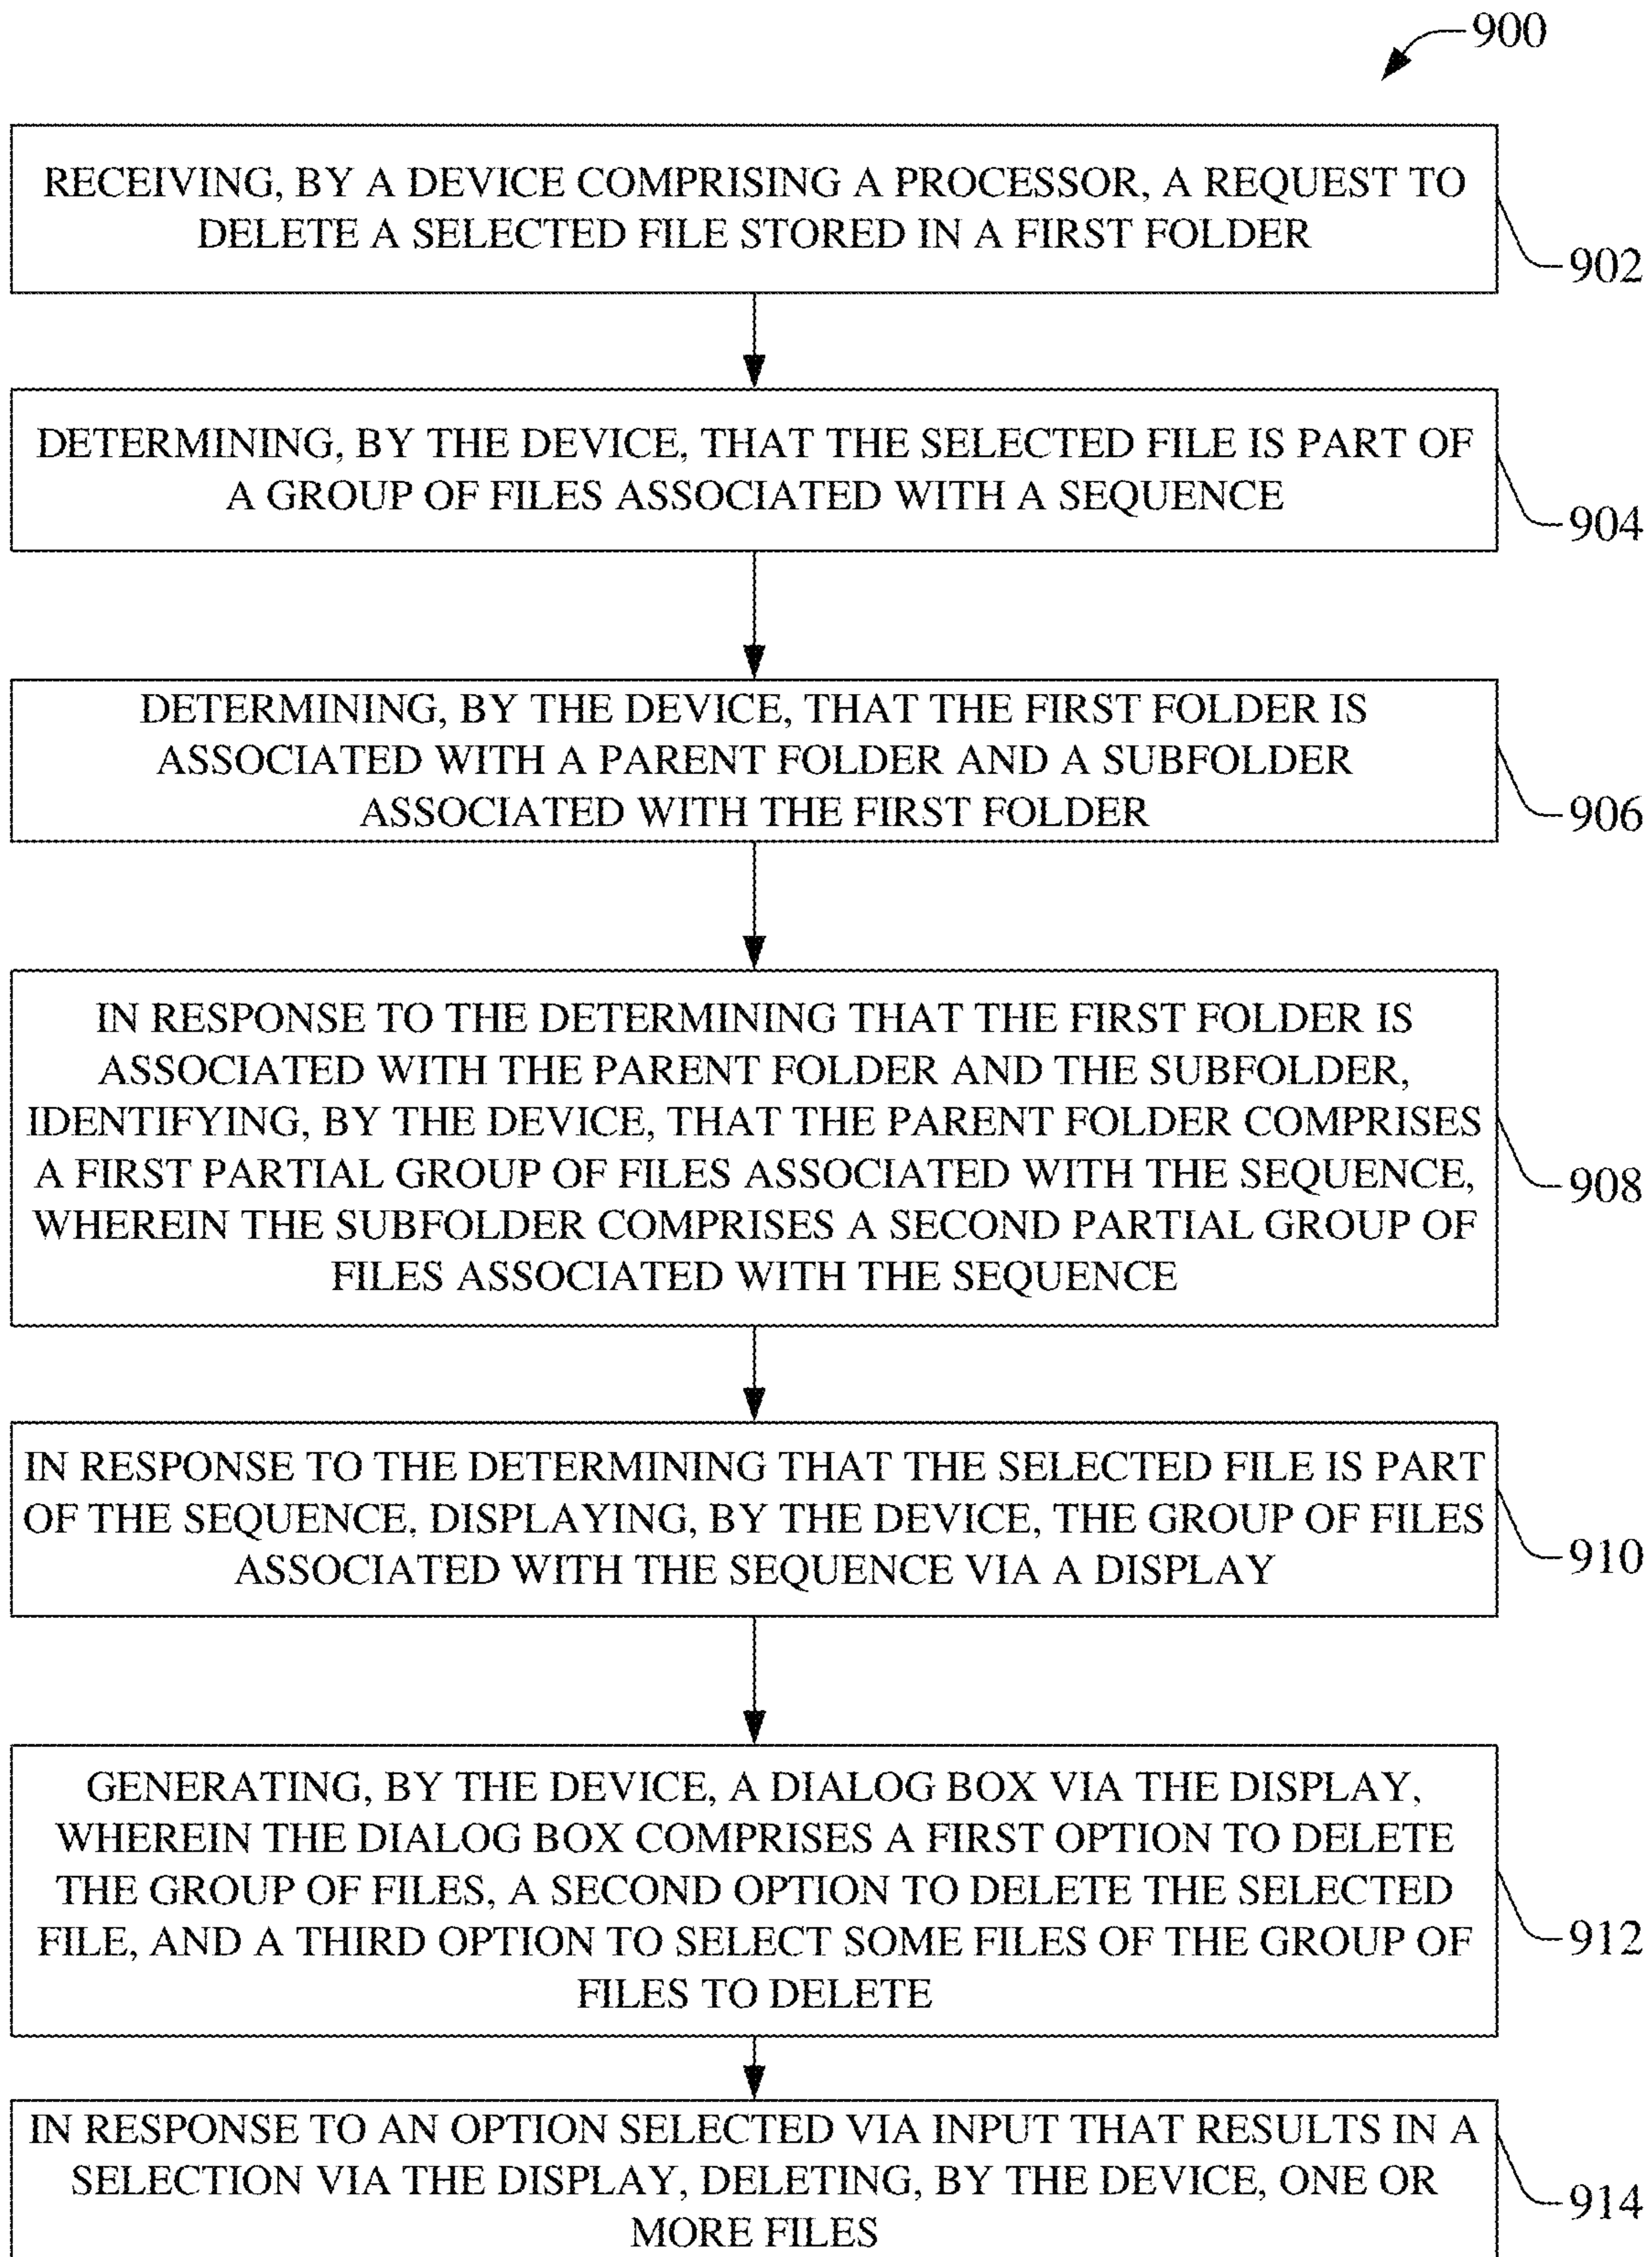 900
RECEIVING, BY A DEVICE COMPRISING A PROCESSOR, A REQUEST TO
DELETE A SELECTED FILE STORED IN A FIRST FOLDER
902
DETERMINING, BY THE DEVICE, THAT THE SELECTED FILE IS PART OF
A GROUP OF FILES ASSOCIATED WITH A SEQUENCE
904
DETERMINING, BY THE DEVICE, THAT THE FIRST FOLDER IS
ASSOCIATED WITH A PARENT FOLDER AND A SUBFOLDER
ASSOCIATED WITH THE FIRST FOLDER
906
IN RESPONSE TO THE DETERMINING THAT THE FIRST FOLDER IS
ASSOCIATED WITH THE PARENT FOLDER AND THE SUBFOLDER,
IDENTIFYING, BY THE DEVICE, THAT THE PARENT FOLDER COMPRISES
A FIRST PARTIAL GROUP OF FILES ASSOCIATED WITH THE SEQUENCE,
WHEREIN THE SUBFOLDER COMPRISES A SECOND PARTIAL GROUP OF
FILES ASSOCIATED WITH THE SEQUENCE
908
IN RESPONSE TO THE DETERMINING THAT THE SELECTED FILE IS PART
OF THE SEQUENCE, DISPLAYING, BY THE DEVICE, THE GROUP OF FILES
ASSOCIATED WITH THE SEQUENCE VIA A DISPLAY
910
GENERATING, BY THE DEVICE, A DIALOG BOX VIA THE DISPLAY,
WHEREIN THE DIALOG BOX COMPRISES A FIRST OPTION TO DELETE
THE GROUP OF FILES, A SECOND OPTION TO DELETE THE SELECTED
FILE, AND A THIRD OPTION TO SELECT SOME FILES OF THE GROUP OF
FILES TO DELETE
912
IN RESPONSE TO AN OPTION SELECTED VIA INPUT THAT RESULTS IN A
SELECTION VIA THE DISPLAY, DELETING, BY THE DEVICE, ONE OR
MORE FILES
914